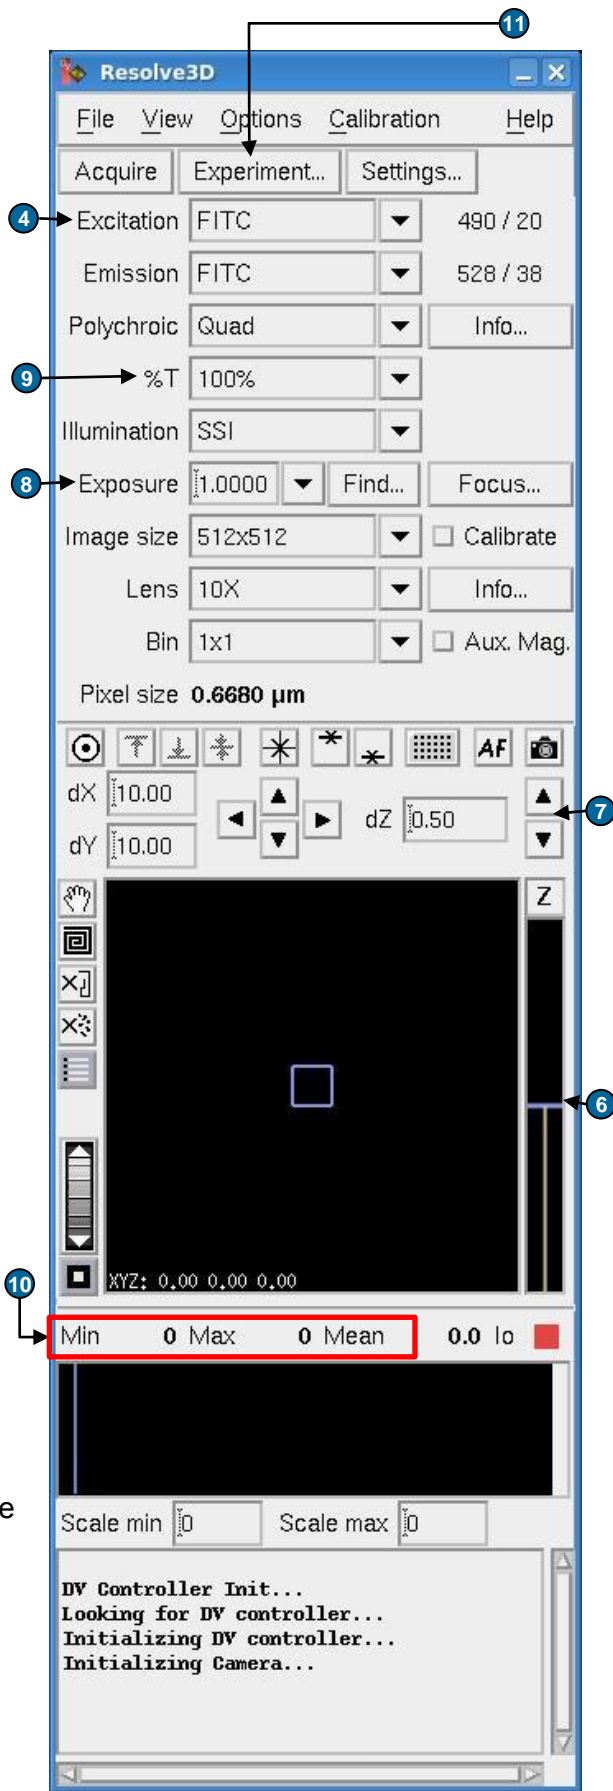 11
Resolve3D
File View Options Calibration Help
Acquire Experiment... Settings...
4 Excitation FITC 490 / 20
Emission FITC 528 / 38
Polychroic Quad Info...
9 %T 100%
Illumination SSI
8 Exposure 1.0000 Find... Focus...
Image size 512x512 Calibrate
Lens 10X Info...
Bin 1x1 Aux. Mag.
Pixel size 0.6680 µm
AF
dX 10.00
dZ 0.50 7
dY 10.00
Z
6
XYZ: 0.00 0.00 0.00
10
Min 0 Max 0 Mean 0.0 Io
e
Scale min 0 Scale max 0
DV Controller Init...
Looking for DV controller...
Initializing DV controller...
Initializing Camera...